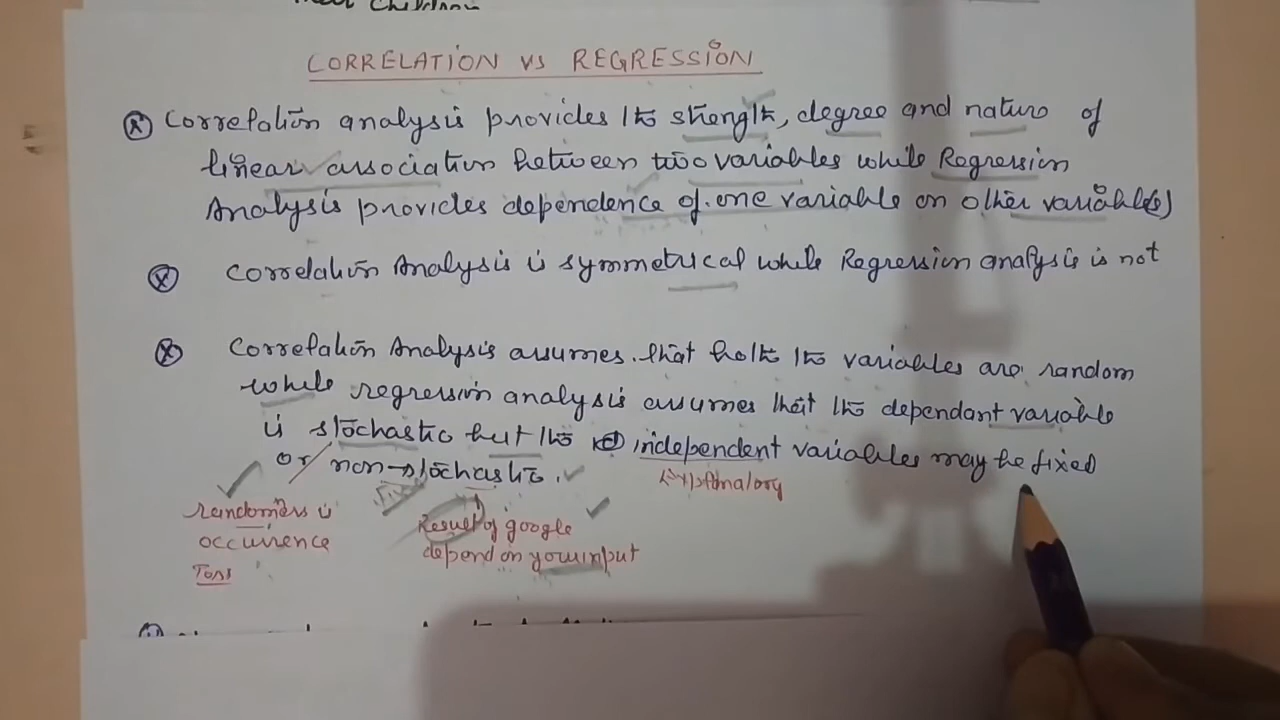 their children
CORRELATION VS REGRESSION
Correlation analysis provides the strength, degree and nature of
linear association between two variables while Regression
Analysis provides dependence of one variable on other variable(s)
Correlation Analysis is symmetrical while Regression analysis is not
Correlation Analysis assumes that both the variables are random
while regression analysis assumes that the dependant variable
is stochastic but the independent variables may be fixed
or non-stochastic.
(explanatory
randomness is
occurrence
Toss
Fix
Result of google
depend on your input